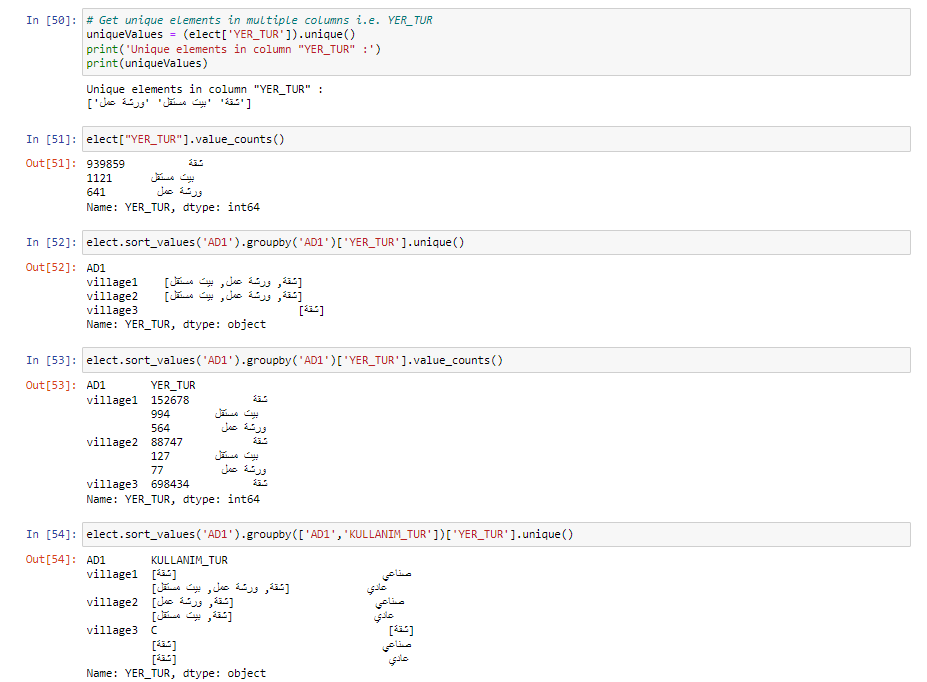 In [50]: # Get unique elements in multiple columns i.e. YER_TUR
uniqueValues = (elect['YER_TUR']).unique()
print('Unique elements in column "YER_TUR" :')
print(uniqueValues)
Unique elements in column "YER_TUR" :
['شقة' 'بيت مستقل' 'ورشة عمل']
In [51]: elect["YER_TUR"].value_counts()
Out[51]: 939859 شقة
1121 بيت مستقل
641 ورشة عمل
Name: YER_TUR, dtype: int64
In [52]: elect.sort_values('AD1').groupby('AD1')['YER_TUR'].unique()
Out[52]: AD1
village1 [شقة, ورشة عمل, بيت مستقل]
village2 [شقة, ورشة عمل, بيت مستقل]
village3 [شقة]
Name: YER_TUR, dtype: object
In [53]: elect.sort_values('AD1').groupby('AD1')['YER_TUR'].value_counts()
Out[53]: AD1 YER_TUR
village1 152678 شقة
994 بيت مستقل
564 ورشة عمل
village2 88747 شقة
127 بيت مستقل
77 ورشة عمل
village3 698434 شقة
Name: YER_TUR, dtype: int64
In [54]: elect.sort_values('AD1').groupby(['AD1','KULLANIM_TUR'])['YER_TUR'].unique()
Out[54]: AD1 KULLANIM_TUR
village1 [شقة] صناعي
[شقة, ورشة عمل, بيت مستقل] عادي
village2 [شقة, ورشة عمل] صناعي
[شقة, بيت مستقل] عادي
village3 C [شقة]
[شقة] صناعي
[شقة] عادي
Name: YER_TUR, dtype: object